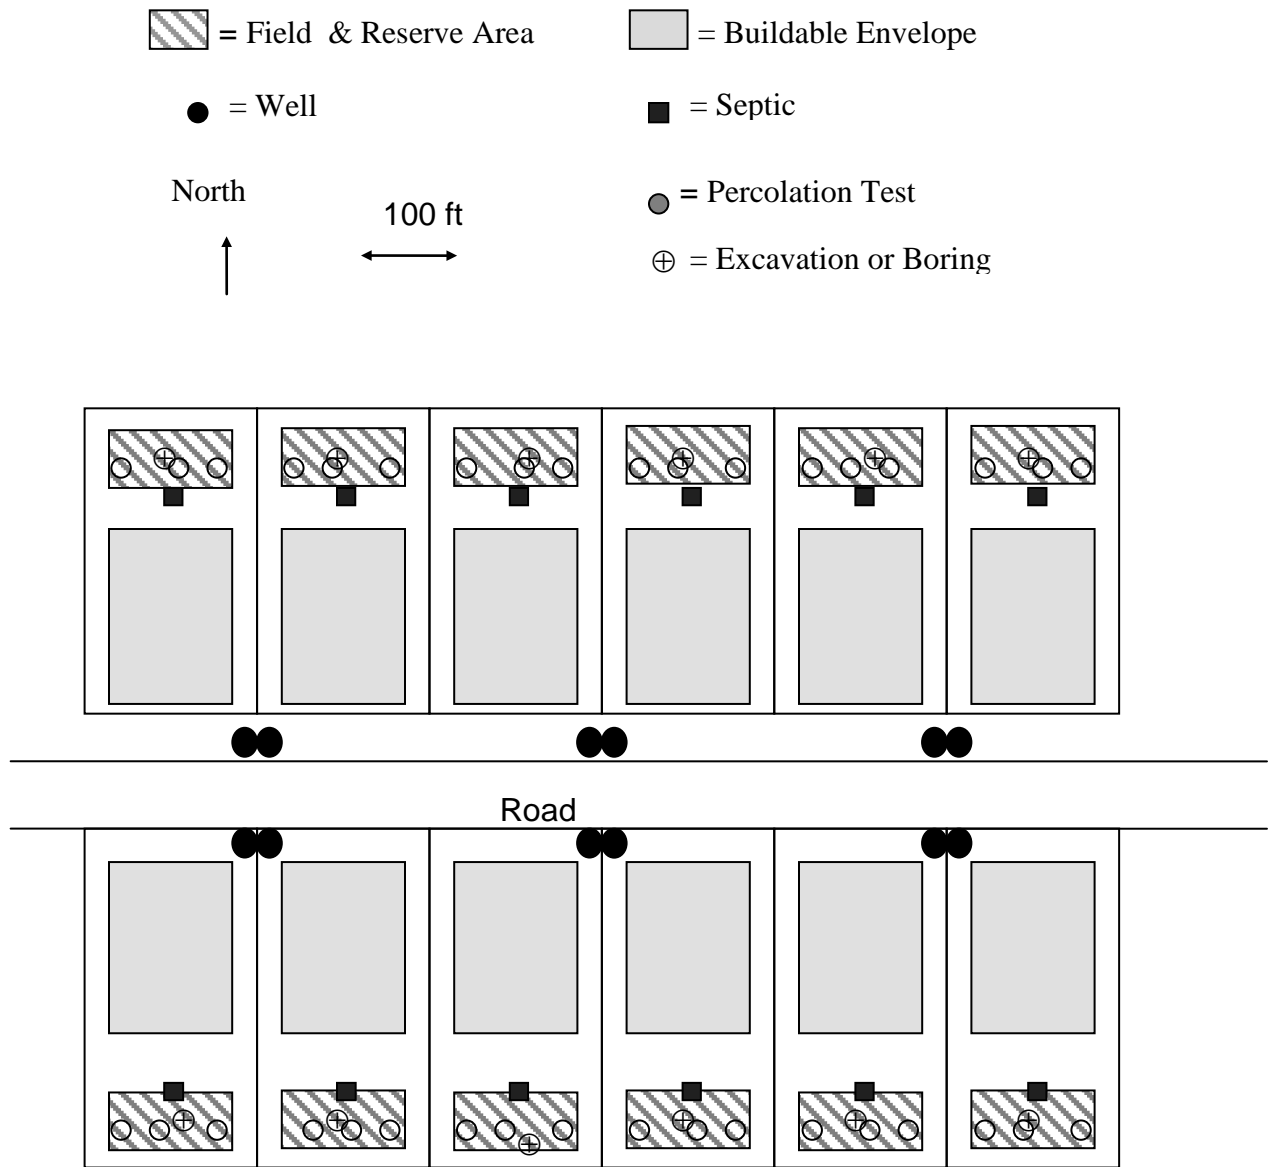 = Field & Reserve Area
= Buildable Envelope
= Well
= Septic
North
100 ft
= Percolation Test
= Excavation or Boring
Road